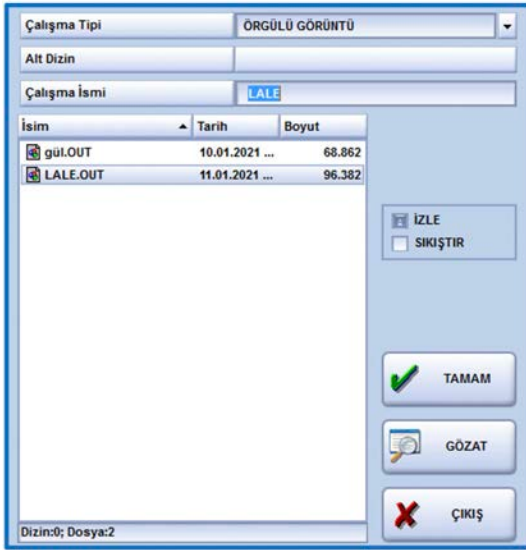 Çalışma Tipi ÖRGÜLÜ GÖRÜNTÜ
Alt Dizin
Çalışma İsmi LALE
İsim Tarih Boyut
gül.OUT 10.01.2021 ... 68.862
LALE.OUT 11.01.2021 ... 96.382
İZLE
SIKIŞTIR
TAMAM
GÖZAT
ÇIKIŞ
Dizin:0; Dosya:2